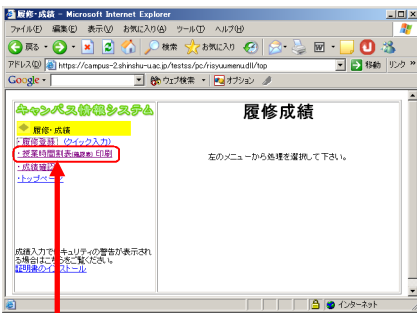 履修・成績 - Microsoft Internet Explorer
ファイル(F) 編集(E) 表示(V) お気に入り(A) ツール(T) ヘルプ(H)
戻る 検索 お気に入り
アドレス(D) https://campus-2.shinshu-u.ac.jp/testss/pc/risyuumenu.dll/top 移動 リンク »
Google ウェブ検索 オプション
キャンパス情報システム
履修・成績
・履修登録 (クイック入力)
・授業時間割表(確認表) 印刷
・成績確認
・トップページ
成績入力でセキュリティの警告が表示され
る場合はこちらをご覧ください。
証明書のインストール
履修成績
左のメニューから処理を選択して下さい。
インターネット